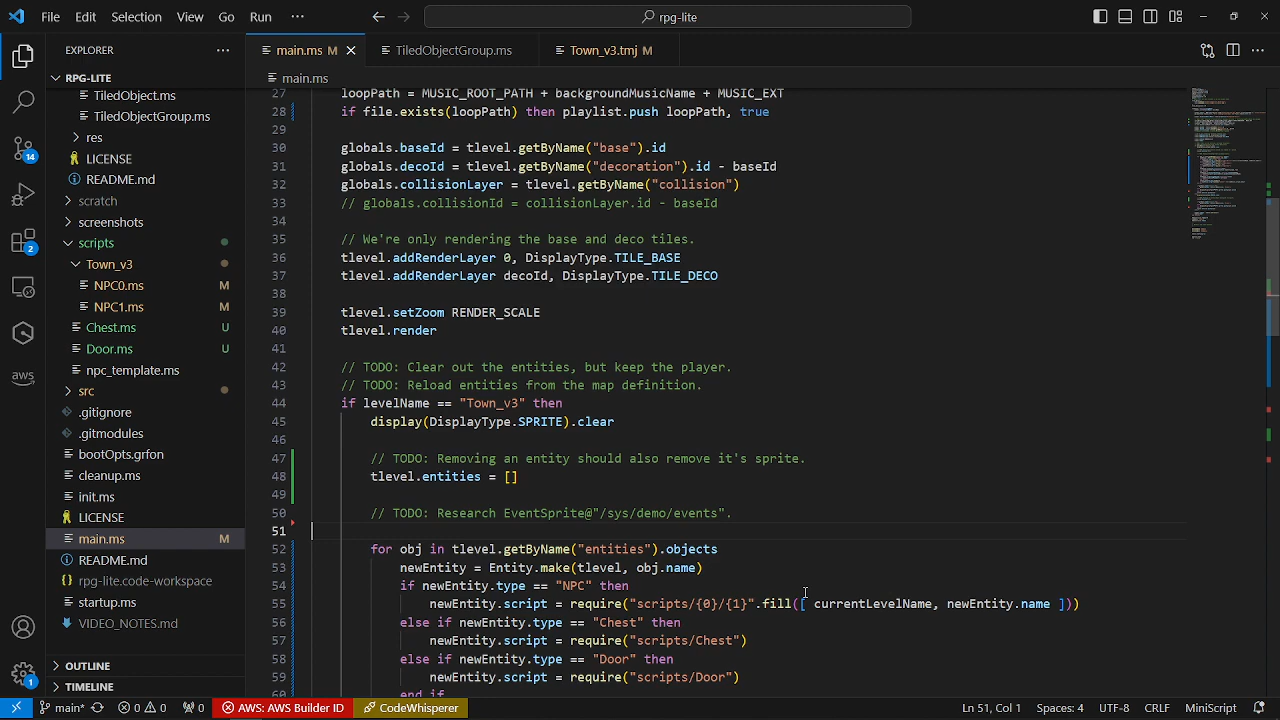 File Edit Selection View Go Run ··· rpg-lite
EXPLORER ···
RPG-LITE
TiledObject.ms
TiledObjectGroup.ms
res
LICENSE
README.md
scratch
screenshots
scripts
Town_v3
NPC0.ms M
NPC1.ms M
Chest.ms U
Door.ms U
npc_template.ms
src
.gitignore
.gitmodules
bootOpts.grfon
cleanup.ms
init.ms
LICENSE
main.ms M
README.md
rpg-lite.code-workspace
startup.ms
VIDEO_NOTES.md
OUTLINE
TIMELINE
14
2
aws
1
main.ms M TiledObjectGroup.ms Town_v3.tmj M
main.ms
27 loopPath = MUSIC_ROOT_PATH + backgroundMusicName + MUSIC_EXT
28 if file.exists(loopPath) then playlist.push loopPath, true
29
30 globals.baseId = tlevel.getByName("base").id
31 globals.decoId = tlevel.getByName("decoration").id - baseId
32 globals.collisionLayer = tlevel.getByName("collision")
33 // globals.collisionId = collisionLayer.id - baseId
34
35 // We're only rendering the base and deco tiles.
36 tlevel.addRenderLayer 0, DisplayType.TILE_BASE
37 tlevel.addRenderLayer decoId, DisplayType.TILE_DECO
38
39 tlevel.setZoom RENDER_SCALE
40 tlevel.render
41
42 // TODO: Clear out the entities, but keep the player.
43 // TODO: Reload entities from the map definition.
44 if levelName == "Town_v3" then
45 display(DisplayType.SPRITE).clear
46
47 // TODO: Removing an entity should also remove it's sprite.
48 tlevel.entities = []
49
50 // TODO: Research EventSprite@"/sys/demo/events".
51
52 for obj in tlevel.getByName("entities").objects
53 newEntity = Entity.make(tlevel, obj.name)
54 if newEntity.type == "NPC" then
55 newEntity.script = require("scripts/{0}/{1}".fill([ currentLevelName, newEntity.name ]))
56 else if newEntity.type == "Chest" then
57 newEntity.script = require("scripts/Chest")
58 else if newEntity.type == "Door" then
59 newEntity.script = require("scripts/Door")
60 end if
main* 0 0 0 AWS: AWS Builder ID CodeWhisperer Ln 51, Col 1 Spaces: 4 UTF-8 CRLF MiniScript